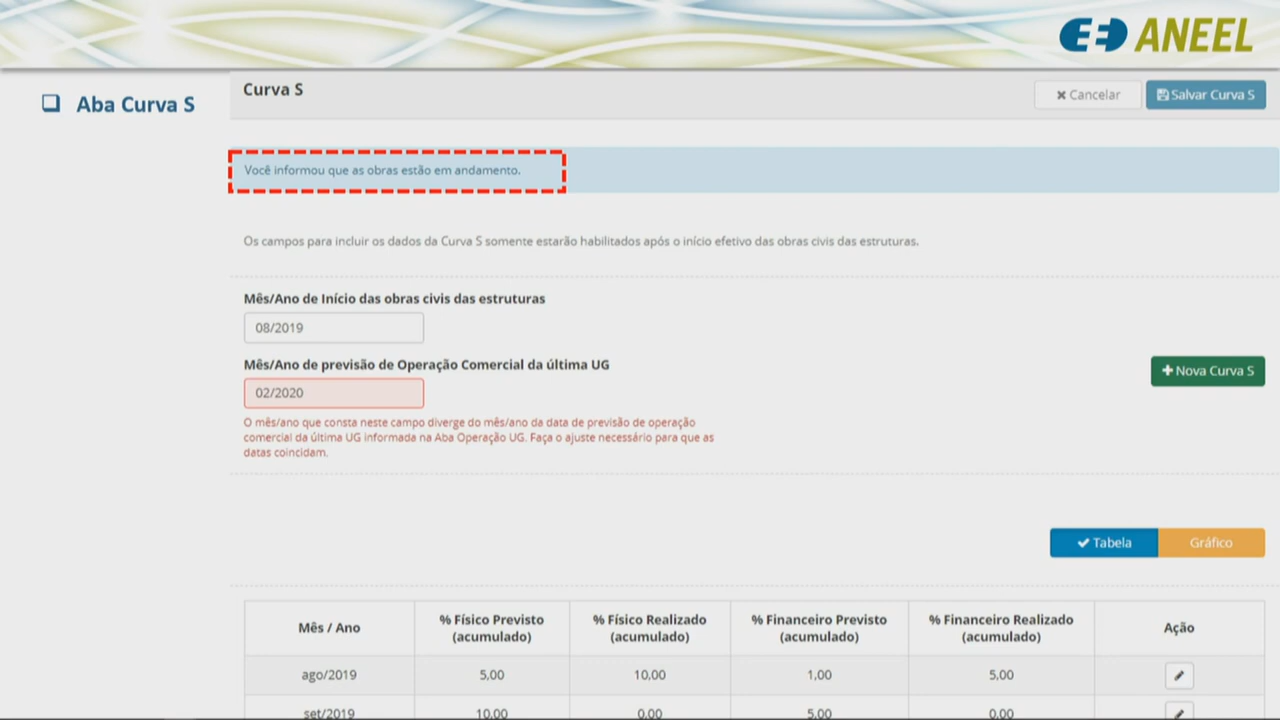 ANEEL
Aba Curva S
Curva S
Cancelar
Salvar Curva S
Você informou que as obras estão em andamento.
Os campos para incluir os dados da Curva S somente estarão habilitados após o início efetivo das obras civis das estruturas.
Mês/Ano de Início das obras civis das estruturas
08/2019
Mês/Ano de previsão de Operação Comercial da última UG
02/2020
Nova Curva S
O mês/ano que consta neste campo diverge do mês/ano da data de previsão de operação
comercial da última UG informada na Aba Operação UG. Faça o ajuste necessário para que as
datas coincidam.
Tabela
Gráfico
Mês / Ano
% Físico Previsto
(acumulado)
% Físico Realizado
(acumulado)
% Financeiro Previsto
(acumulado)
% Financeiro Realizado
(acumulado)
Ação
ago/2019
5,00
10,00
1,00
5,00
set/2019
10,00
0,00
5,00
0,00